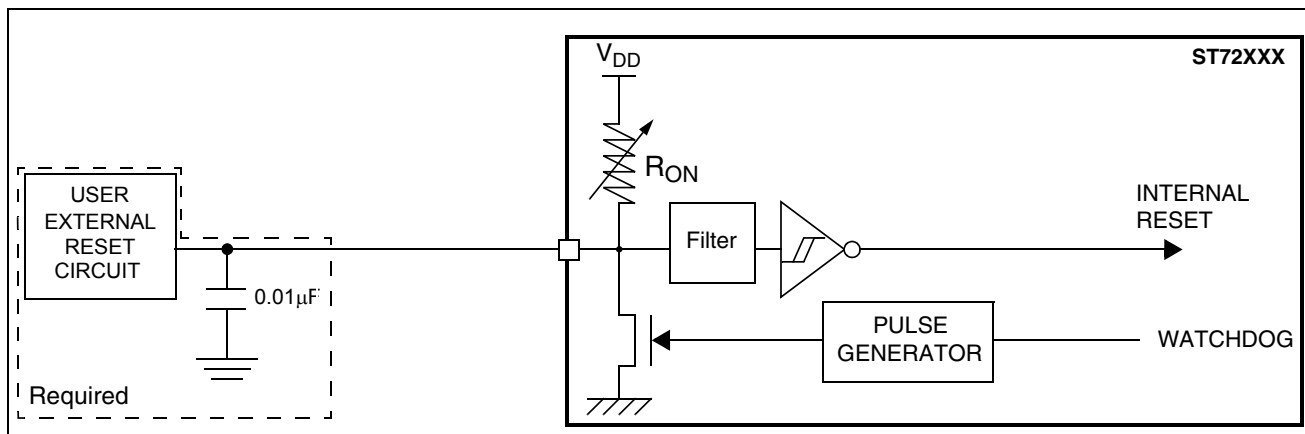 V_DD
ST72XXX
R_ON
USER
EXTERNAL
RESET
CIRCUIT
0.01μF
Required
Filter
INTERNAL
RESET
PULSE
GENERATOR
WATCHDOG